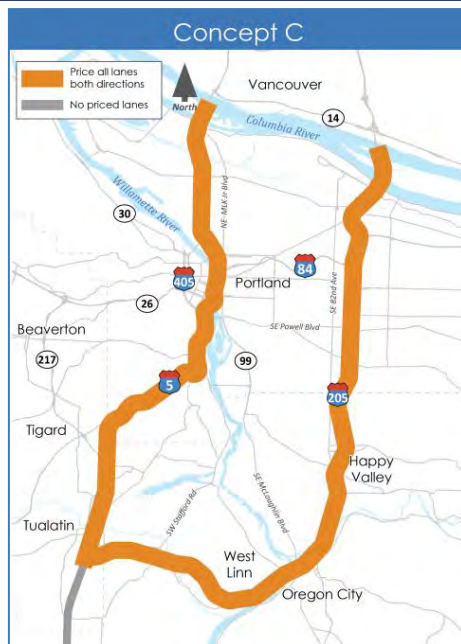 Concept C
Price all lanes
both directions
No priced lanes
North
Vancouver
14
Columbia River
Willamette River
30
NE MLK Jr Blvd
405
84
Portland
26
SE 82nd Ave
Beaverton
SE Powell Blvd
217
99
5
205
Tigard
Happy
Valley
SW Stafford Rd
SE McLoughlin Blvd
Tualatin
West
Linn
Oregon City